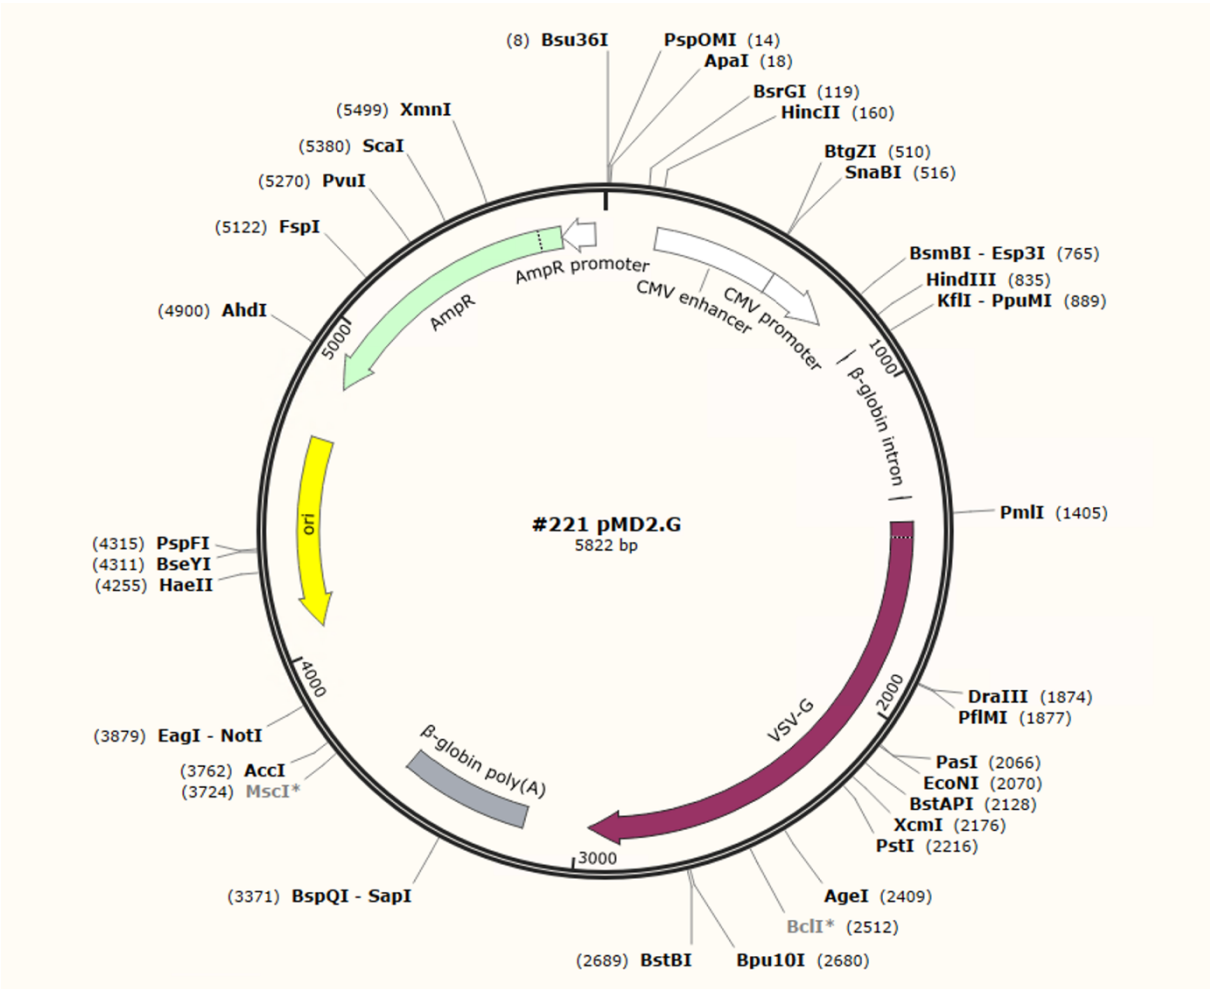 (8) Bsu36I
PspOMI (14)
ApaI (18)
BsrGI (119)
HincII (160)
BtgZI (510)
SnaBI (516)
BsmBI - Esp3I (765)
HindIII (835)
KflI - PpuMI (889)
PmlI (1405)
DraIII (1874)
PflMI (1877)
PasI (2066)
EcoNI (2070)
BstAPI (2128)
XcmI (2176)
PstI (2216)
AgeI (2409)
BclI* (2512)
Bpu10I (2680)
(2689) BstBI
(3371) BspQI - SapI
(3724) MscI*
(3762) AccI
(3879) EagI - NotI
(4255) HaeII
(4311) BseYI
(4315) PspFI
(4900) AhdI
(5122) FspI
(5270) PvuI
(5380) ScaI
(5499) XmnI
AmpR promoter
AmpR
CMV enhancer
CMV promoter
β-globin intron
VSV-G
β-globin poly(A)
ori
1000
2000
3000
4000
5000
#221 pMD2.G
5822 bp